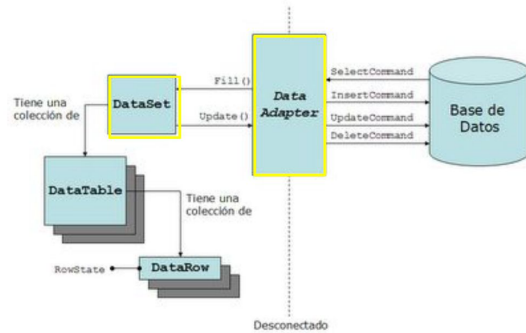 SelectCommand
Fill()
InsertCommand
Data
Adapter
Base de
Datos
Tiene una
colección de
DataSet
Update()
UpdateCommand
DeleteCommand
DataTable
Tiene una
colección de
RowState
DataRow
Desconectado